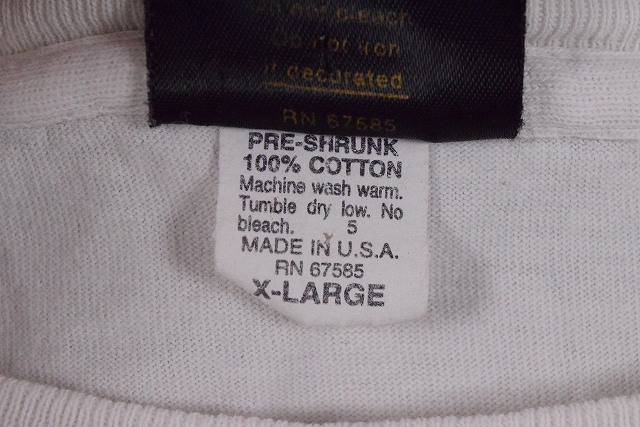 Do not bleach
Do not iron
if decorated
RN 67585
PRE-SHRUNK
100% COTTON
Machine wash warm.
Tumble dry low. No
bleach. 5
MADE IN U.S.A.
RN 67585
X-LARGE